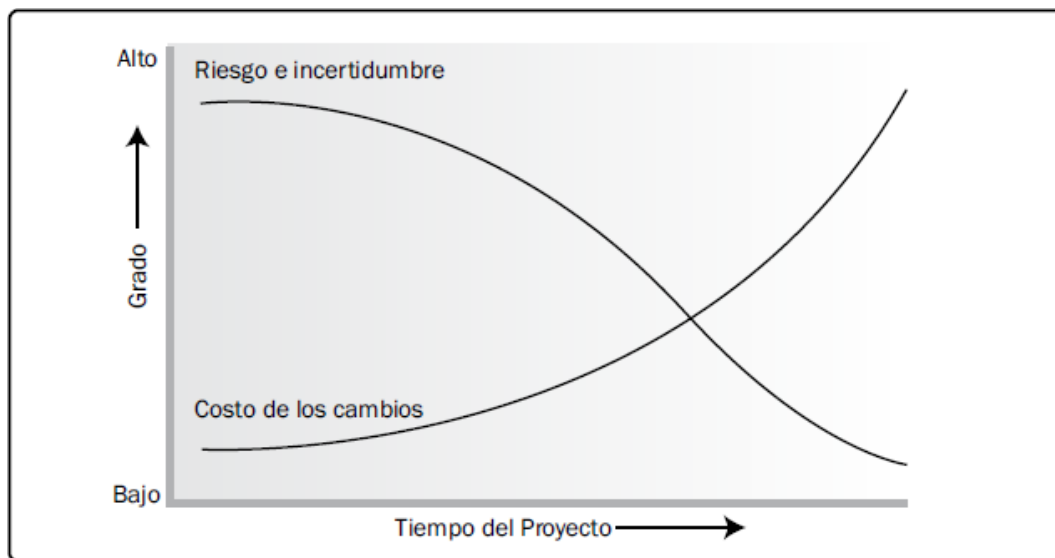 Alto
Riesgo e incertidumbre
Grado
Costo de los cambios
Bajo
Tiempo del Proyecto